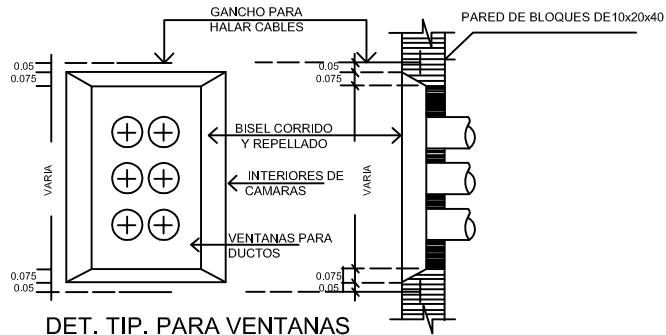 GANCHO PARA
HALAR CABLES
PARED DE BLOQUES DE10x20x40
0.05
0.075
0.05
0.075
BISEL CORRIDO
Y REPELLADO
VARIA
VARIA
INTERIORES DE
CAMARAS
VENTANAS PARA
DUCTOS
0.075
0.05
0.075
0.05
DET. TIP. PARA VENTANAS